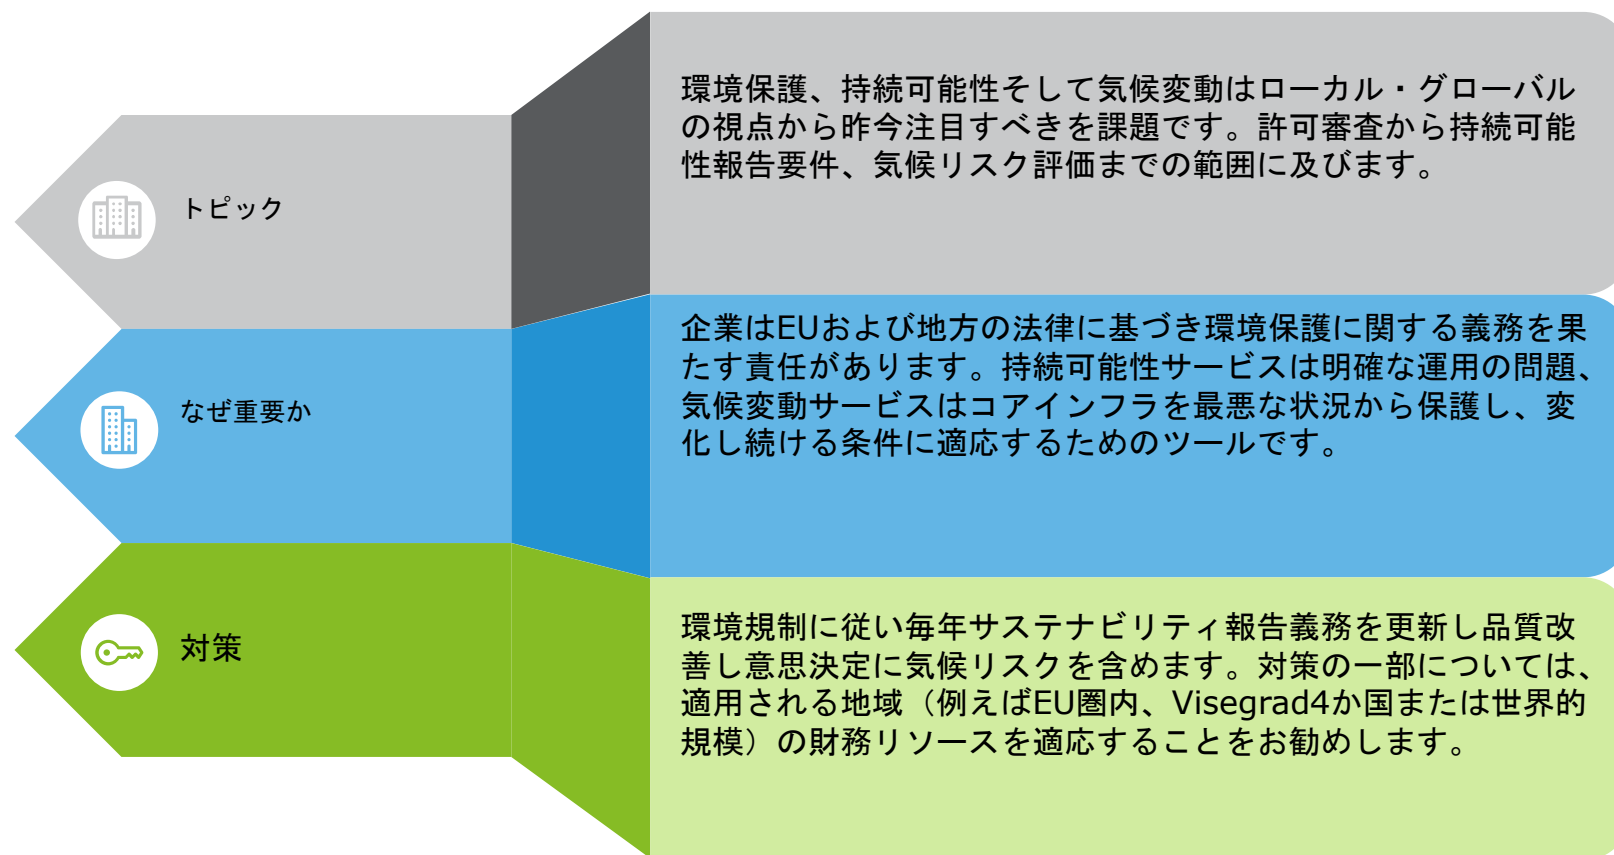 トピック
環境保護、持続可能性そして気候変動はローカル・グローバル
の視点から昨今注目すべきを課題です。許可審査から持続可能
性報告要件、気候リスク評価までの範囲に及びます。
なぜ重要か
企業はEUおよび地方の法律に基づき環境保護に関する義務を果
たす責任があります。持続可能性サービスは明確な運用の問題、
気候変動サービスはコアインフラを最悪な状況から保護し、変
化し続ける条件に適応するためのツールです。
対策
環境規制に従い毎年サステナビリティ報告義務を更新し品質改
善し意思決定に気候リスクを含めます。対策の一部については、
適用される地域（例えばEU圏内、Visegrad4か国または世界的
規模）の財務リソースを適応することをお勧めします。